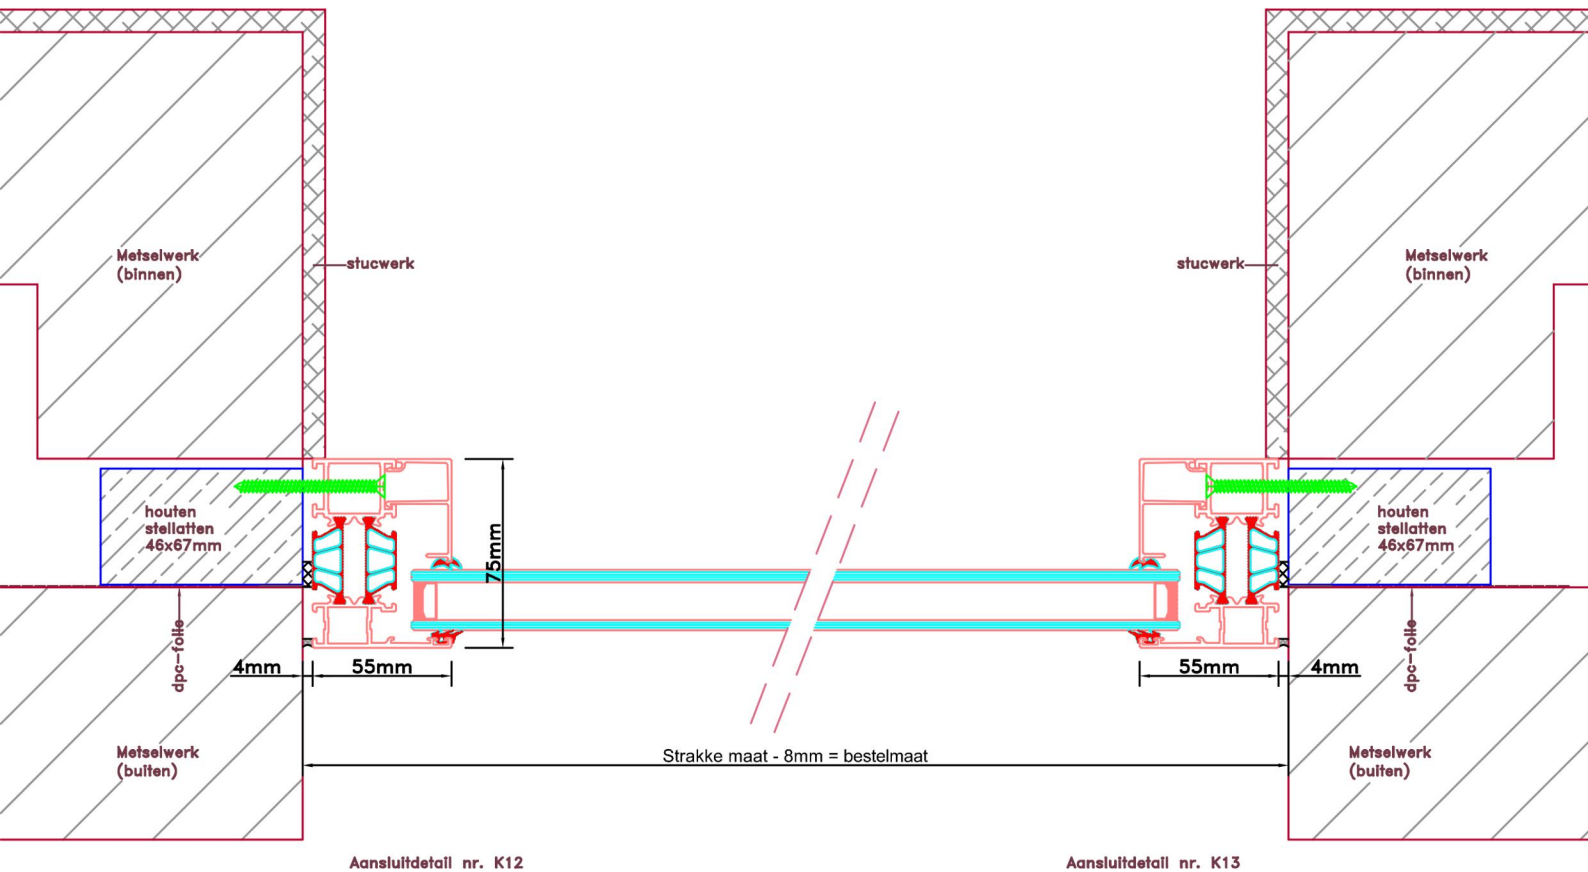 Metselwerk
(binnen)
stucwerk
stucwerk
Metselwerk
(binnen)
houten
stellatten
46x67mm
75mm
houten
stellatten
46x67mm
dpc-folie
4mm
55mm
55mm
4mm
dpc-folie
Metselwerk
(buiten)
Strakke maat - 8mm = bestelmaat
Metselwerk
(buiten)
Aansluitdetail nr. K12
Aansluitdetail nr. K13